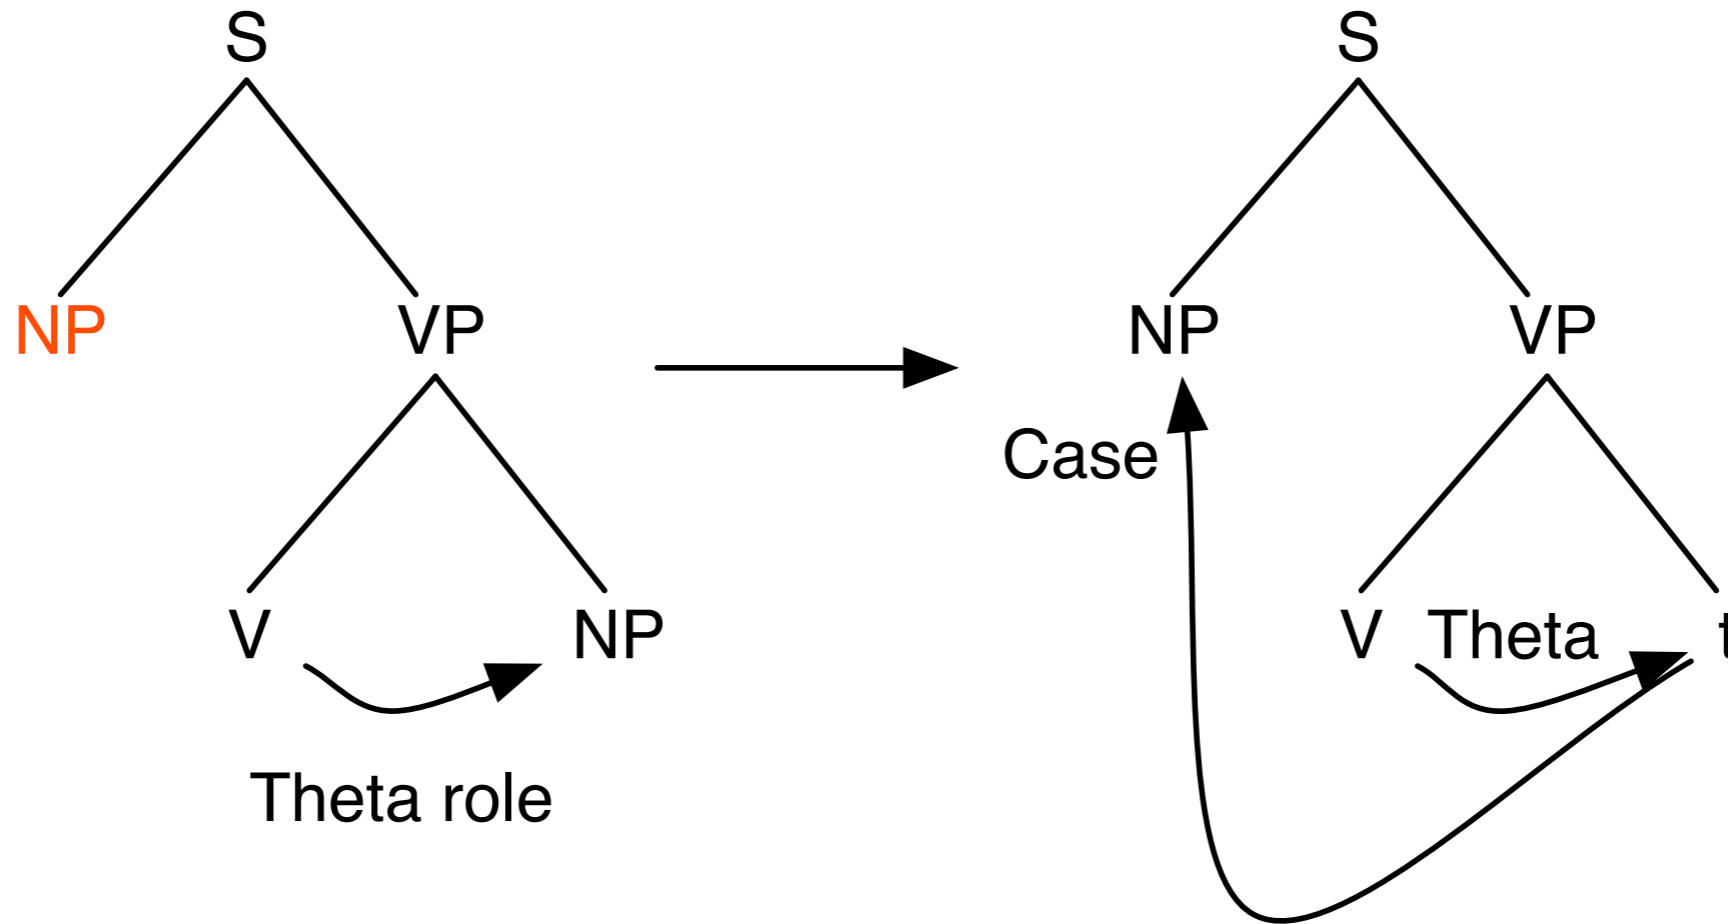 S
NP VP
V NP
Theta role
S
NP VP
Case
V Theta t